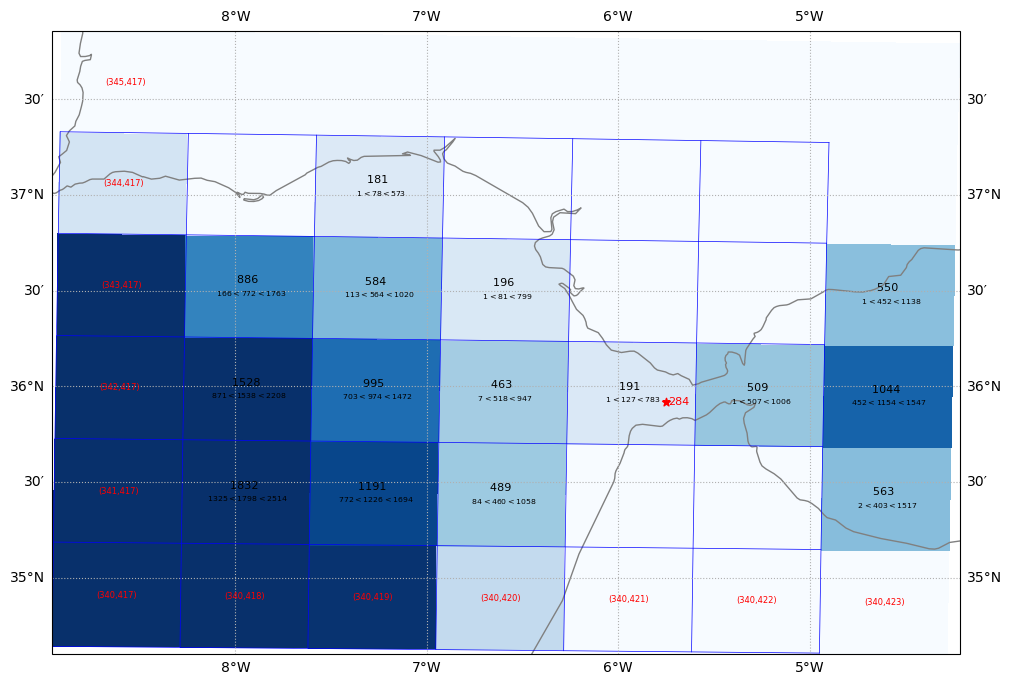 8°W 7°W 6°W 5°W
(345,417)
30′ 30′
181
(344,417)
1<78<573
37°N 37°N
886 584 196 550
(343,417)
30′ 166<772<1763 113<564<1020 1<81<799 1<452<1138 30′
1528 995 463 191 509 1044
36°N (342,417) 36°N
871<1538<2208 703<974<1472 7<518<947 1<127<783 284 1<507<1006 452<1154<1547
1832 1191 489 563
30′ (341,417) 30′
1325<1798<2514 772<1226<1694 84<460<1058 2<403<1517
35°N 35°N
(340,417) (340,418) (340,419) (340,420) (340,421) (340,422) (340,423)
8°W 7°W 6°W 5°W